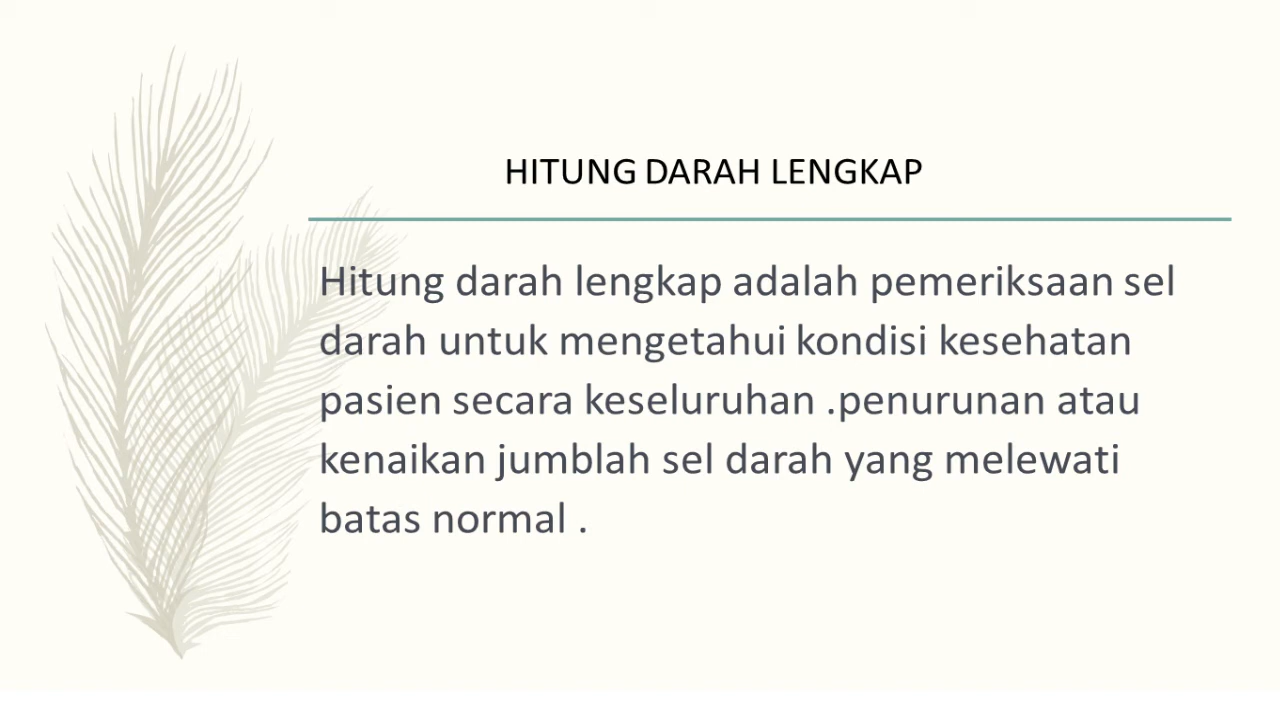 HITUNG DARAH LENGKAP
Hitung darah lengkap adalah pemeriksaan sel
darah untuk mengetahui kondisi kesehatan
pasien secara keseluruhan .penurunan atau
kenaikan jumblah sel darah yang melewati
batas normal .